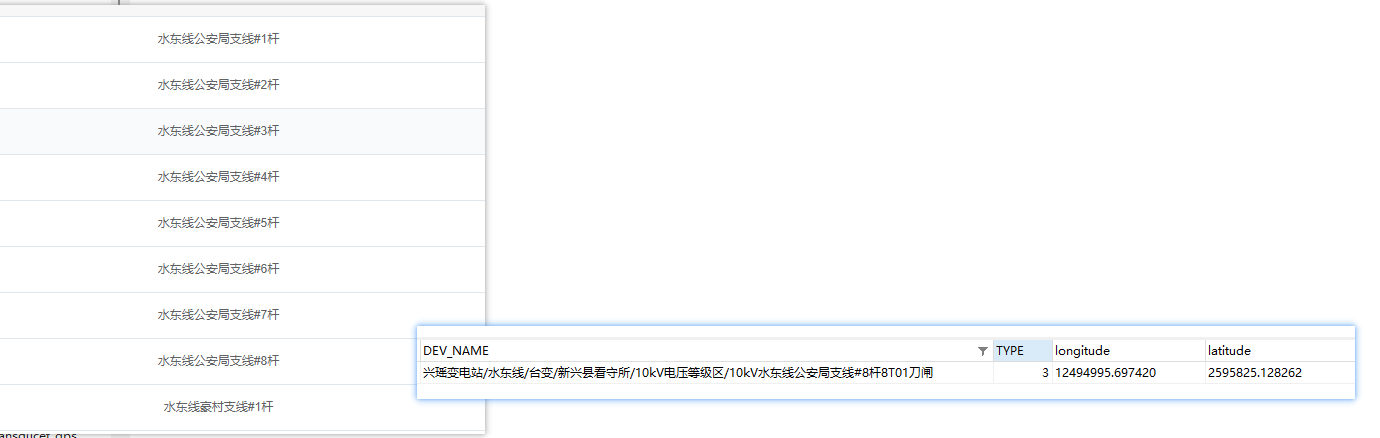 水东线公安局支线#1杆
水东线公安局支线#2杆
水东线公安局支线#3杆
水东线公安局支线#4杆
水东线公安局支线#5杆
水东线公安局支线#6杆
水东线公安局支线#7杆
水东线公安局支线#8杆
水东线豪村支线#1杆
DEV_NAME TYPE longitude latitude
兴瑶变电站/水东线/台变/新兴县看守所/10kV电压等级区/10kV水东线公安局支线#8杆8T01刀闸 3 12494995.697420 2595825.128262